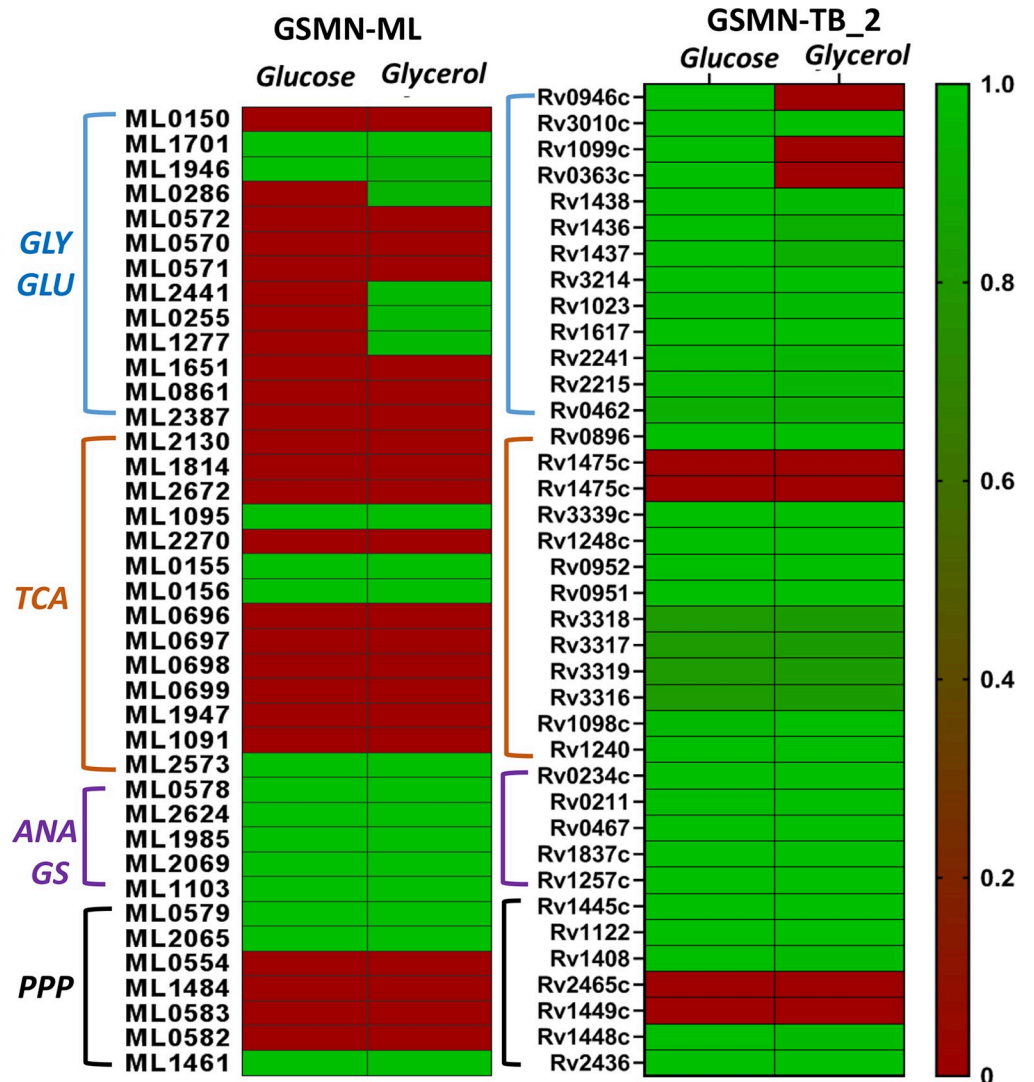 GSMN-ML
GSMN-TB_2
Glucose
Glycerol
Glucose
Glycerol
GLY
GLU
TCA
ANA
GS
PPP
ML0150
ML1701
ML1946
ML0286
ML0572
ML0570
ML0571
ML2441
ML0255
ML1277
ML1651
ML0861
ML2387
ML2130
ML1814
ML2672
ML1095
ML2270
ML0155
ML0156
ML0696
ML0697
ML0698
ML0699
ML1947
ML1091
ML2573
ML0578
ML2624
ML1985
ML2069
ML1103
ML0579
ML2065
ML0554
ML1484
ML0583
ML0582
ML1461
Rv0946c
Rv3010c
Rv1099c
Rv0363c
Rv1438
Rv1436
Rv1437
Rv3214
Rv1023
Rv1617
Rv2241
Rv2215
Rv0462
Rv0896
Rv1475c
Rv1475c
Rv3339c
Rv1248c
Rv0952
Rv0951
Rv3318
Rv3317
Rv3319
Rv3316
Rv1098c
Rv1240
Rv0234c
Rv0211
Rv0467
Rv1837c
Rv1257c
Rv1445c
Rv1122
Rv1408
Rv2465c
Rv1449c
Rv1448c
Rv2436
1.0
0.8
0.6
0.4
0.2
0